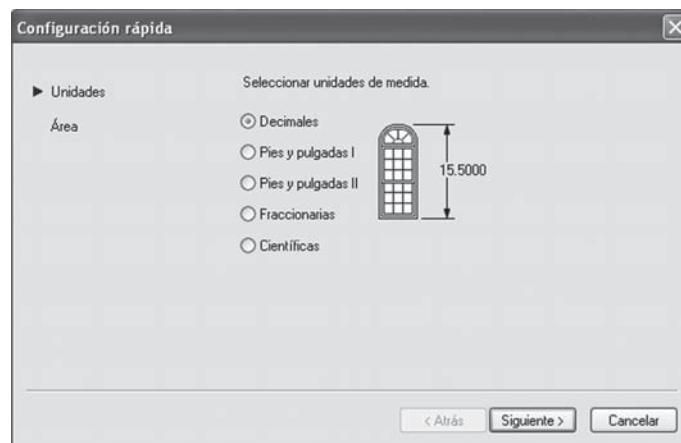 Configuración rápida
Unidades
Área
Seleccionar unidades de medida.
Decimales
Pies y pulgadas I
Pies y pulgadas II
Fraccionarias
Científicas
15.5000
< Atrás
Siguiente >
Cancelar